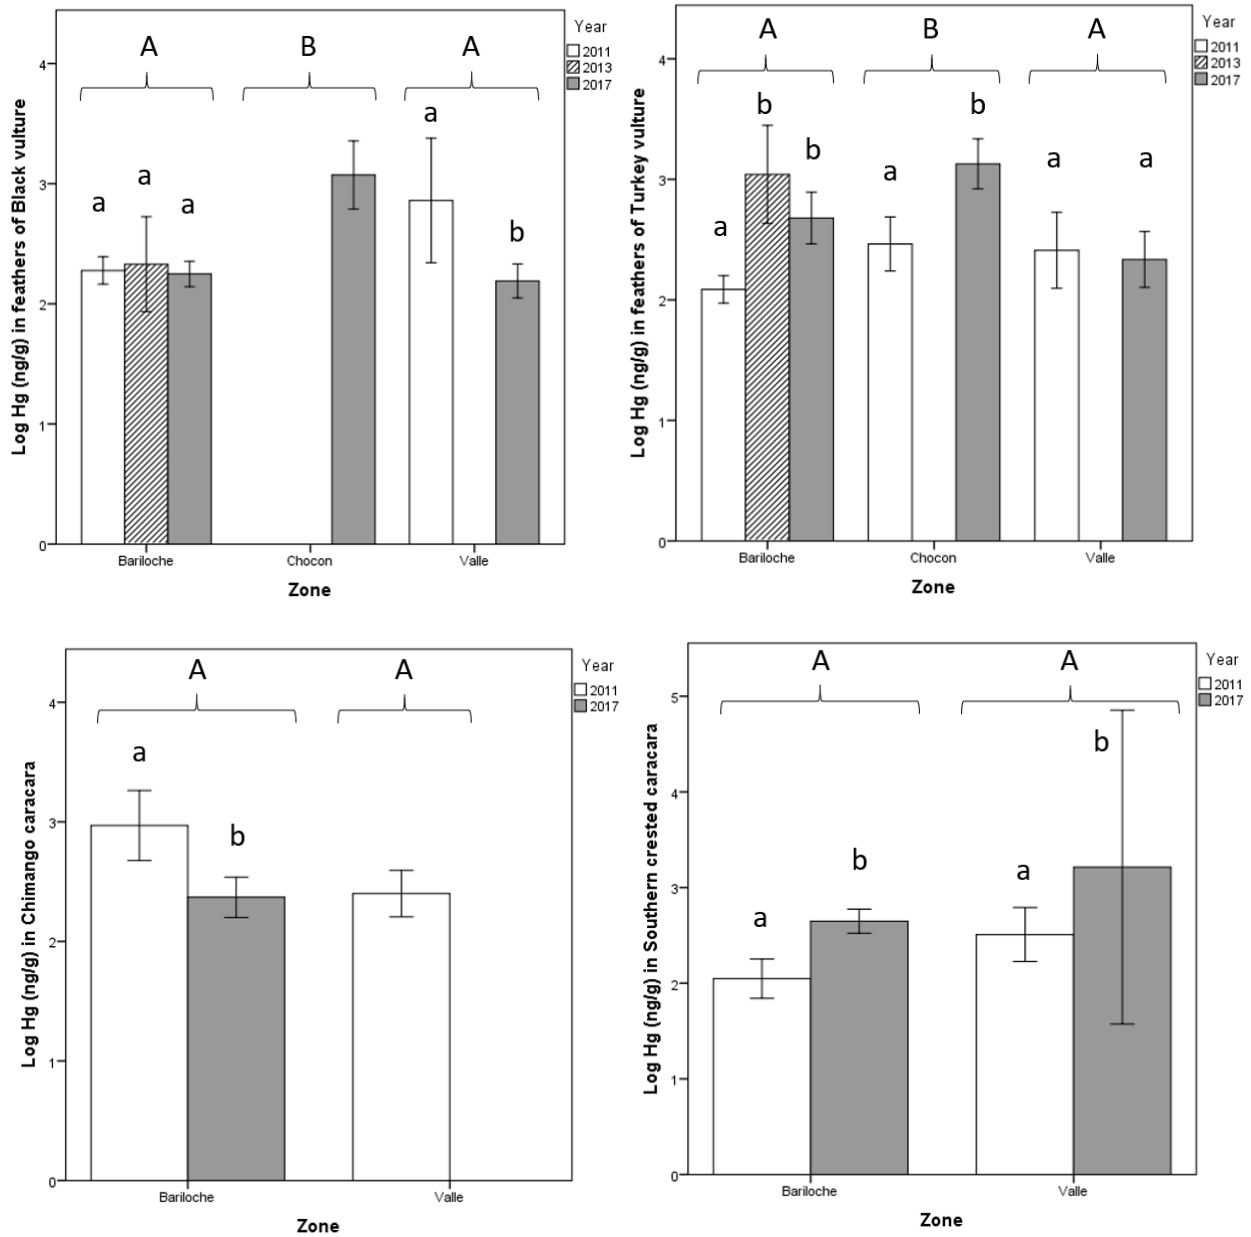 Year
2011
2013
2017
A
B
A
a
a
a
a
b
4
3
2
1
0
Log Hg (ng/g) in feathers of Black vulture
Bariloche
Chocon
Valle
Zone
Year
2011
2013
2017
A
B
A
a
b
b
a
b
a
a
4
3
2
1
0
Log Hg (ng/g) in feathers of Turkey vulture
Bariloche
Chocon
Valle
Zone
Year
2011
2017
A
A
a
b
4
3
2
1
0
Log Hg (ng/g) in Chimango caracara
Bariloche
Valle
Zone
Year
2011
2017
A
A
a
b
a
b
5
4
3
2
1
0
Log Hg (ng/g) in Southern crested caracara
Bariloche
Valle
Zone